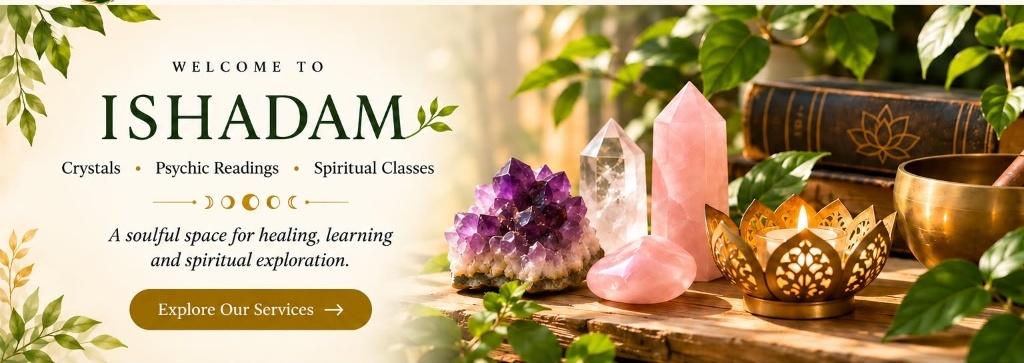 WELCOME TO
ISHADAM
Crystals • Psychic Readings • Spiritual Classes
A soulful space for healing, learning
and spiritual exploration.
Explore Our Services →